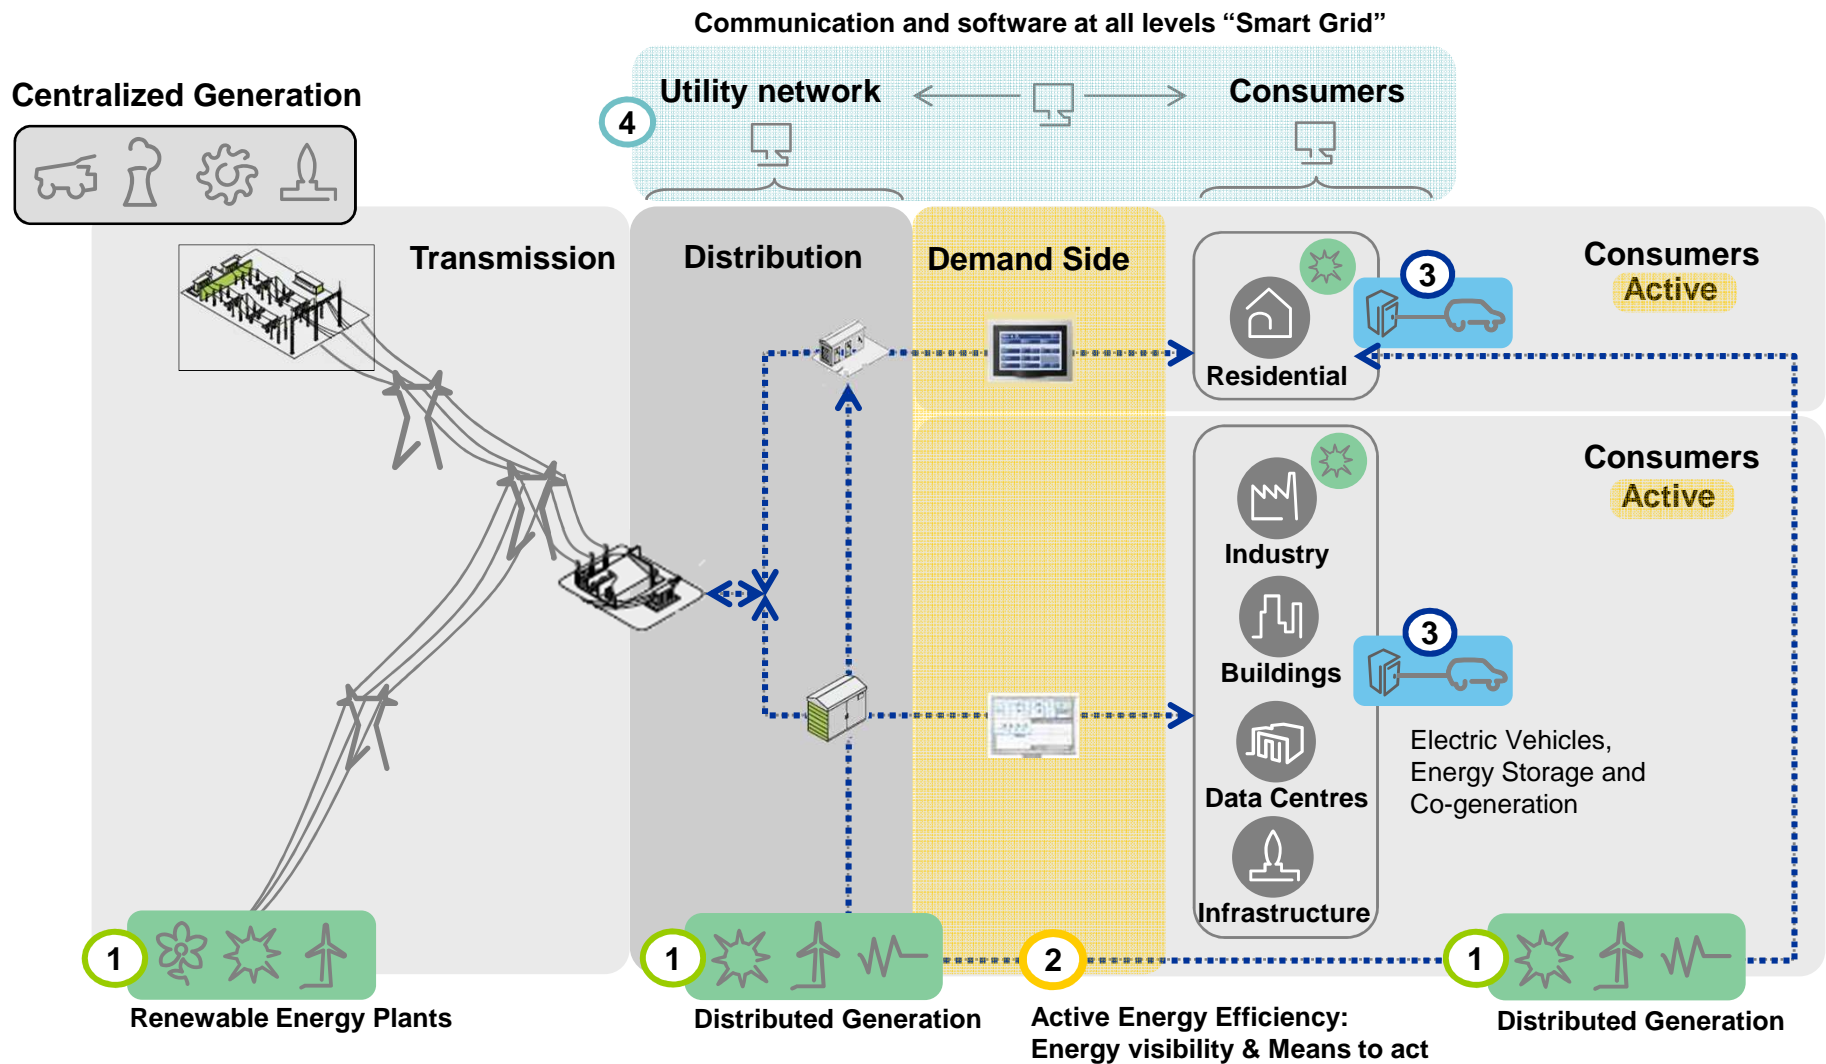 Communication and software at all levels “Smart Grid”
Centralized Generation
Utility network
Consumers
4
Transmission
Distribution
Demand Side
Consumers
Active
3
Residential
Consumers
Active
Industry
Buildings
3
Data Centres
Electric Vehicles,
Energy Storage and
Co-generation
Infrastructure
1
1
2
1
Renewable Energy Plants
Distributed Generation
Active Energy Efficiency:
Energy visibility & Means to act
Distributed Generation